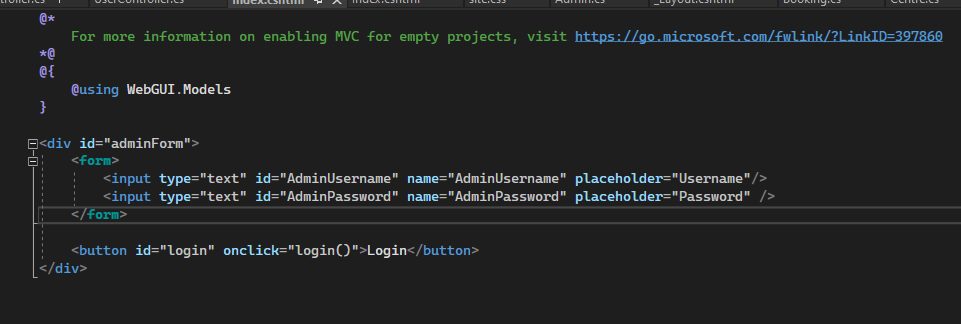 UserController.cs index.cshtml index.cshtml site.css Admin.cs _Layout.cshtml Booking.cs Centre.cs
@*
For more information on enabling MVC for empty projects, visit https://go.microsoft.com/fwlink/?LinkID=397860
*@
@{
@using WebGUI.Models
}
<div id="adminForm">
<form>
<input type="text" id="AdminUsername" name="AdminUsername" placeholder="Username"/>
<input type="text" id="AdminPassword" name="AdminPassword" placeholder="Password" />
</form>
<button id="login" onclick="login()">Login</button>
</div>